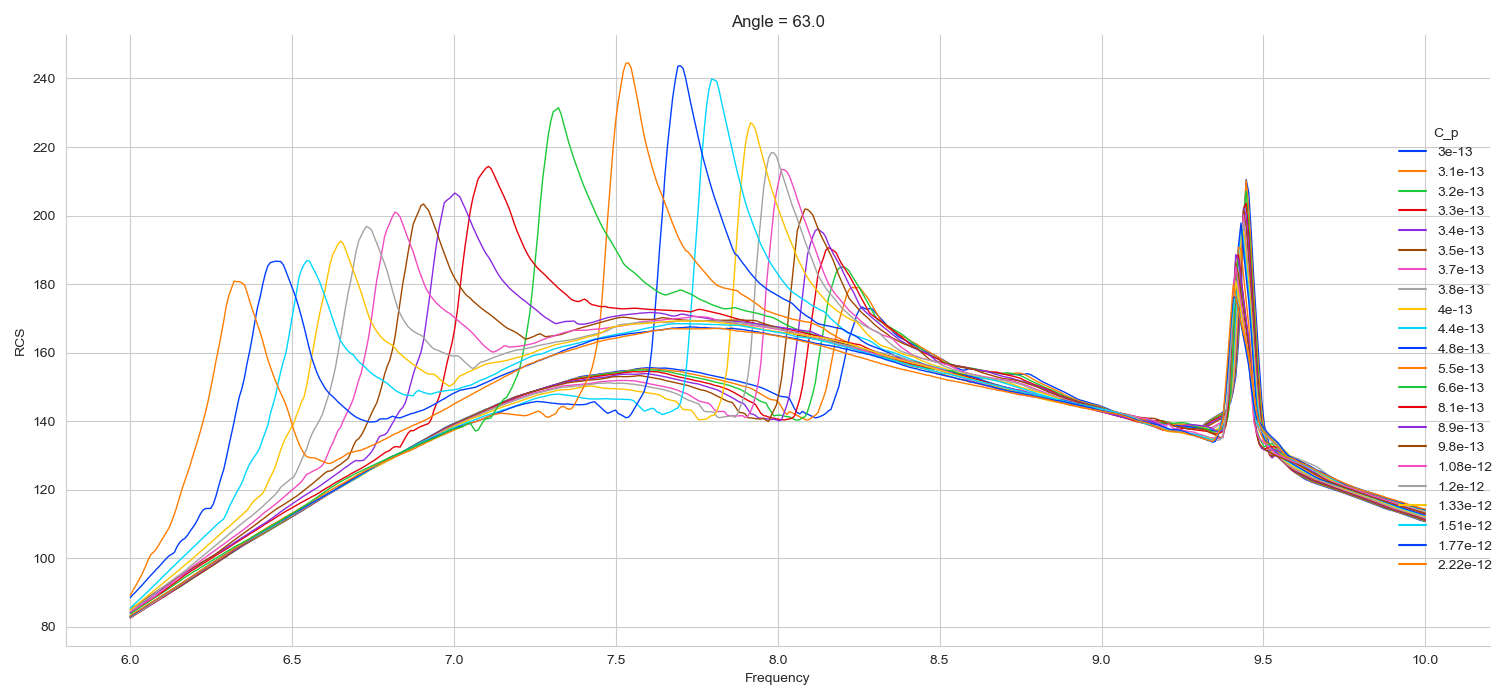 Angle = 63.0
240
220
200
180
160
140
120
100
80
RCS
6.0 6.5 7.0 7.5 8.0 8.5 9.0 9.5 10.0
Frequency
C_p
3e-13
3.1e-13
3.2e-13
3.3e-13
3.4e-13
3.5e-13
3.7e-13
3.8e-13
4e-13
4.4e-13
4.8e-13
5.5e-13
6.6e-13
8.1e-13
8.9e-13
9.8e-13
1.08e-12
1.2e-12
1.33e-12
1.51e-12
1.77e-12
2.22e-12